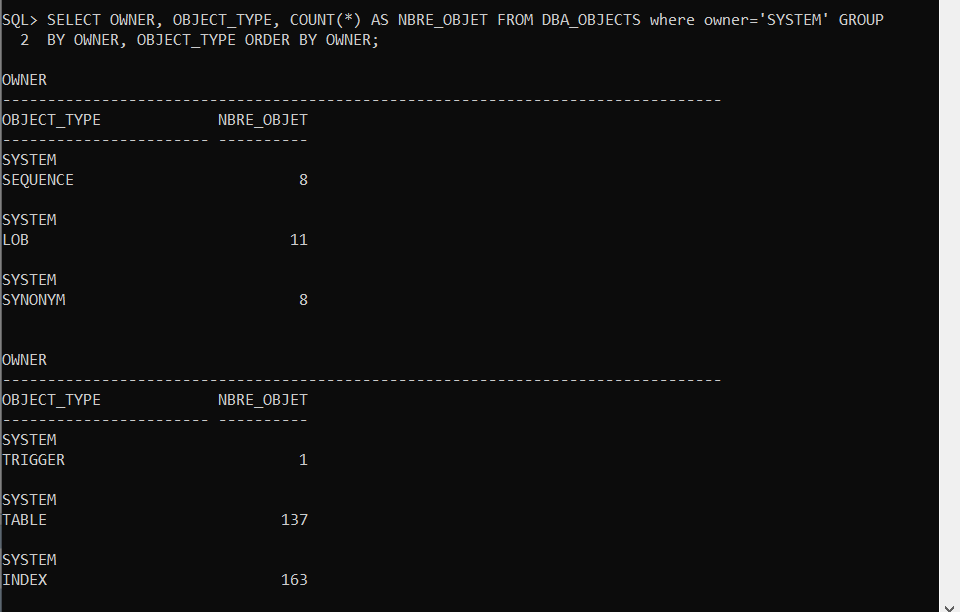 SQL> SELECT OWNER, OBJECT_TYPE, COUNT(*) AS NBRE_OBJET FROM DBA_OBJECTS where owner='SYSTEM' GROUP
  2  BY OWNER, OBJECT_TYPE ORDER BY OWNER;
OWNER
--------------------------------------------------------------------------------
OBJECT_TYPE             NBRE_OBJET
----------------------- ----------
SYSTEM
SEQUENCE                         8
SYSTEM
LOB                             11
SYSTEM
SYNONYM                          8
OWNER
--------------------------------------------------------------------------------
OBJECT_TYPE             NBRE_OBJET
----------------------- ----------
SYSTEM
TRIGGER                          1
SYSTEM
TABLE                          137
SYSTEM
INDEX                          163